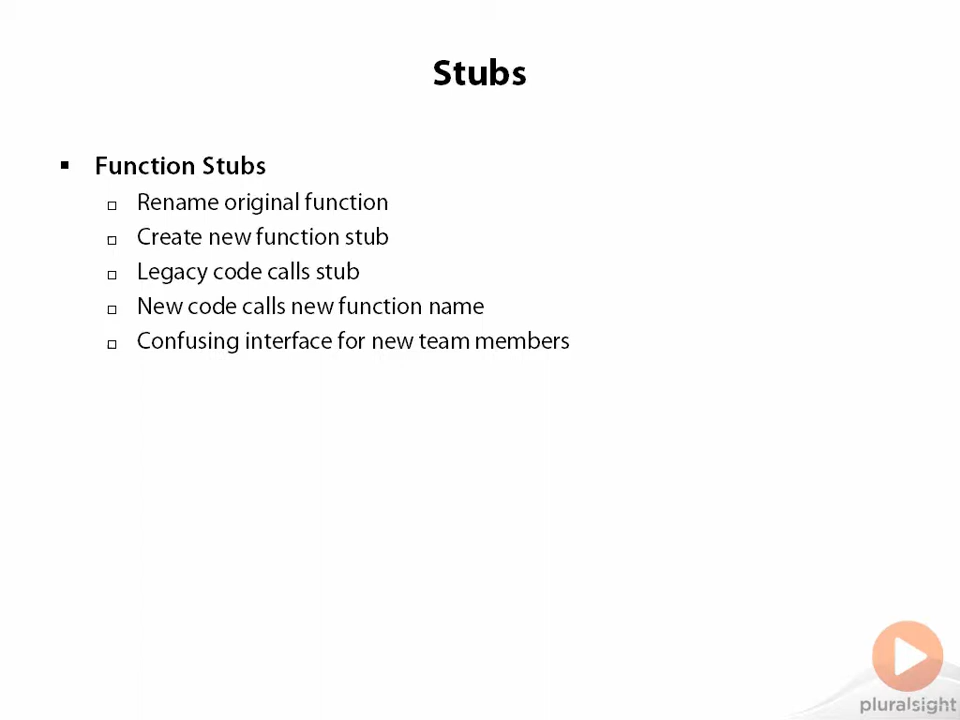 Stubs
Function Stubs
Rename original function
Create new function stub
Legacy code calls stub
New code calls new function name
Confusing interface for new team members
pluralsight